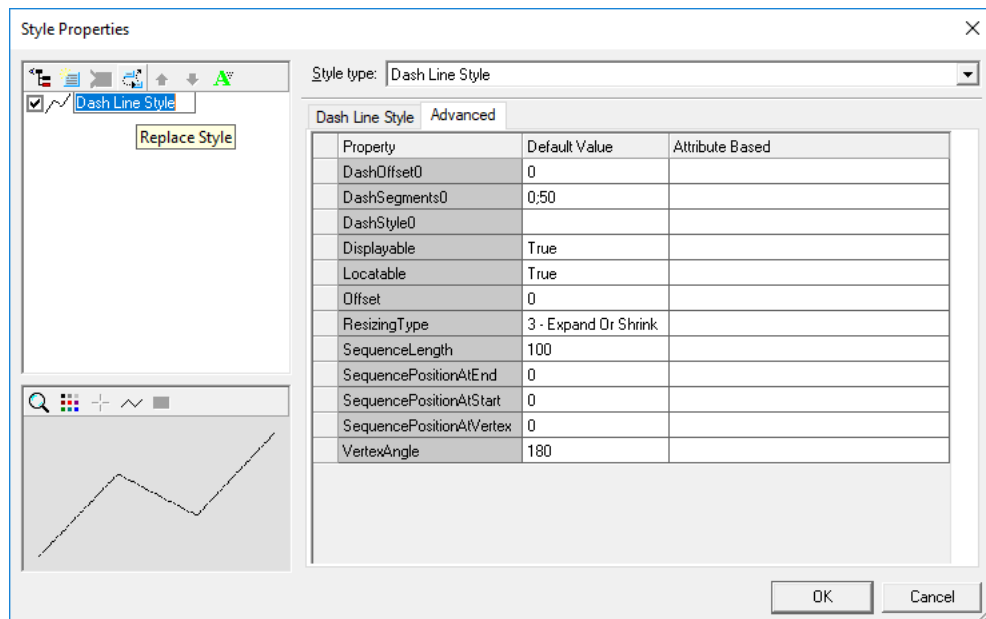 Style Properties
Style type: Dash Line Style
Dash Line Style
Replace Style
Dash Line Style Advanced
Property Default Value Attribute Based
DashOffset0 0
DashSegments0 0;50
DashStyle0
Displayable True
Locatable True
Offset 0
ResizingType 3 - Expand Or Shrink
SequenceLength 100
SequencePositionAtEnd 0
SequencePositionAtStart 0
SequencePositionAtVertex 0
VertexAngle 180
OK Cancel